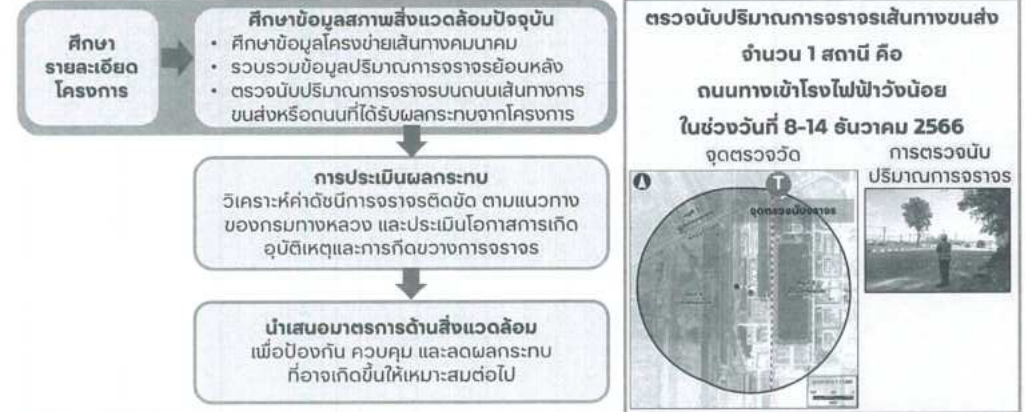 ศึกษา
รายละเอียด
โครงการ
ศึกษาข้อมูลสภาพสิ่งแวดล้อมปัจจุบัน
• ศึกษาข้อมูลโครงข่ายเส้นทางคมนาคม
• รวบรวมข้อมูลปริมาณการจราจรย้อนหลัง
• ตรวจนับปริมาณการจราจรบนถนนเส้นทางการ
ขนส่งหรือถนนที่ได้รับผลกระทบจากโครงการ
การประเมินผลกระทบ
วิเคราะห์ค่าดัชนีการจราจรติดขัด ตามแนวทาง
ของกรมทางหลวง และประเมินโอกาสการเกิด
อุบัติเหตุและการกีดขวางการจราจร
นำเสนอมาตรการด้านสิ่งแวดล้อม
เพื่อป้องกัน ควบคุม และลดผลกระทบ
ที่อาจเกิดขึ้นให้เหมาะสมต่อไป
ตรวจนับปริมาณการจราจรเส้นทางขนส่ง
จำนวน 1 สถานี คือ
ถนนทางเข้าโรงไฟฟ้าวังน้อย
ในช่วงวันที่ 8-14 ธันวาคม 2566
จุดตรวจวัด
การตรวจนับ
ปริมาณการจราจร
T
จุดตรวจนับจราจร